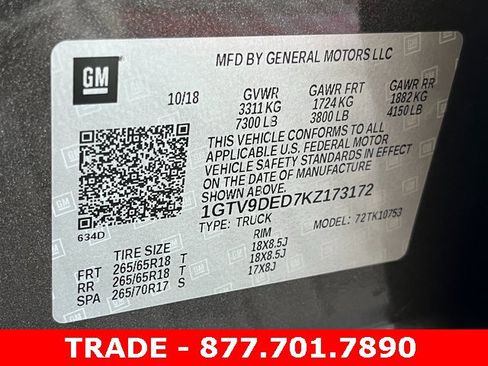 GM
MFD BY GENERAL MOTORS LLC
10/18 GVWR GAWR FRT GAWR RR
3311 KG 1724 KG 1882 KG
7300 LB 3800 LB 4150 LB
THIS VEHICLE CONFORMS TO ALL
APPLICABLE U.S. FEDERAL MOTOR
VEHICLE SAFETY STANDARDS IN EFFECT
ON THE DATE OF MANUFACTURE
SHOWN ABOVE.
1GTV9DED7KZ173172
634D TYPE: TRUCK MODEL: 72TK10753
TIRE SIZE RIM
FRT 265/65R18 T 18X8.5J
RR 265/65R18 T 18X8.5J
SPA 265/70R17 S 17X8J
TRADE - 877.701.7890